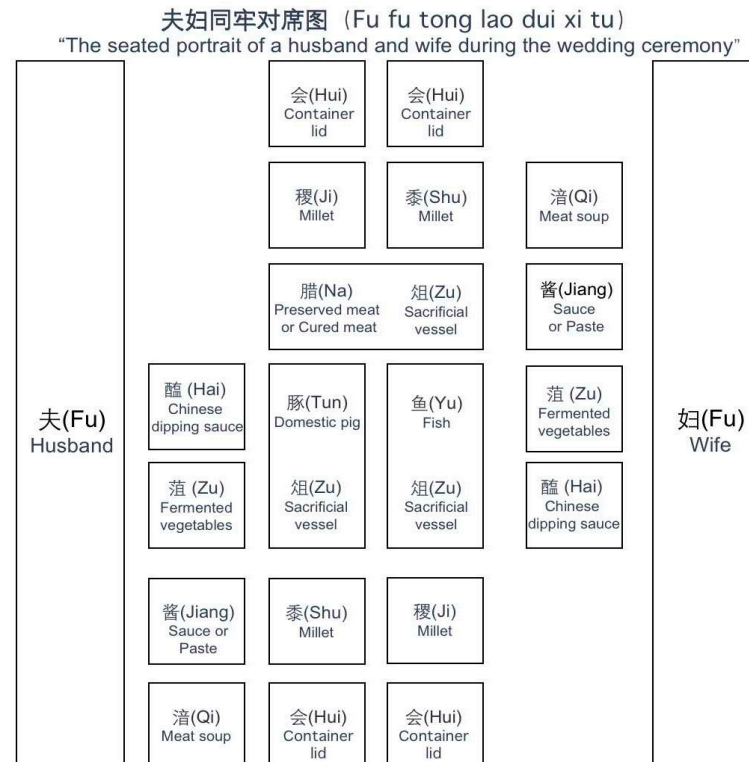 夫妇同牢对席图 (Fu fu tong lao dui xi tu)
“The seated portrait of a husband and wife during the wedding ceremony”
会(Hui)
Container
lid
会(Hui)
Container
lid
稷(Ji)
Millet
黍(Shu)
Millet
湆(Qi)
Meat soup
腊(Na)
Preserved meat
or Cured meat
俎(Zu)
Sacrificial
vessel
酱(Jiang)
Sauce
or Paste
夫(Fu)
Husband
醢 (Hai)
Chinese
dipping sauce
豚(Tun)
Domestic pig
鱼(Yu)
Fish
菹 (Zu)
Fermented
vegetables
妇(Fu)
Wife
菹 (Zu)
Fermented
vegetables
俎(Zu)
Sacrificial
vessel
俎(Zu)
Sacrificial
vessel
醢 (Hai)
Chinese
dipping sauce
酱(Jiang)
Sauce or
Paste
黍(Shu)
Millet
稷(Ji)
Millet
湆(Qi)
Meat soup
会(Hui)
Container
lid
会(Hui)
Container
lid